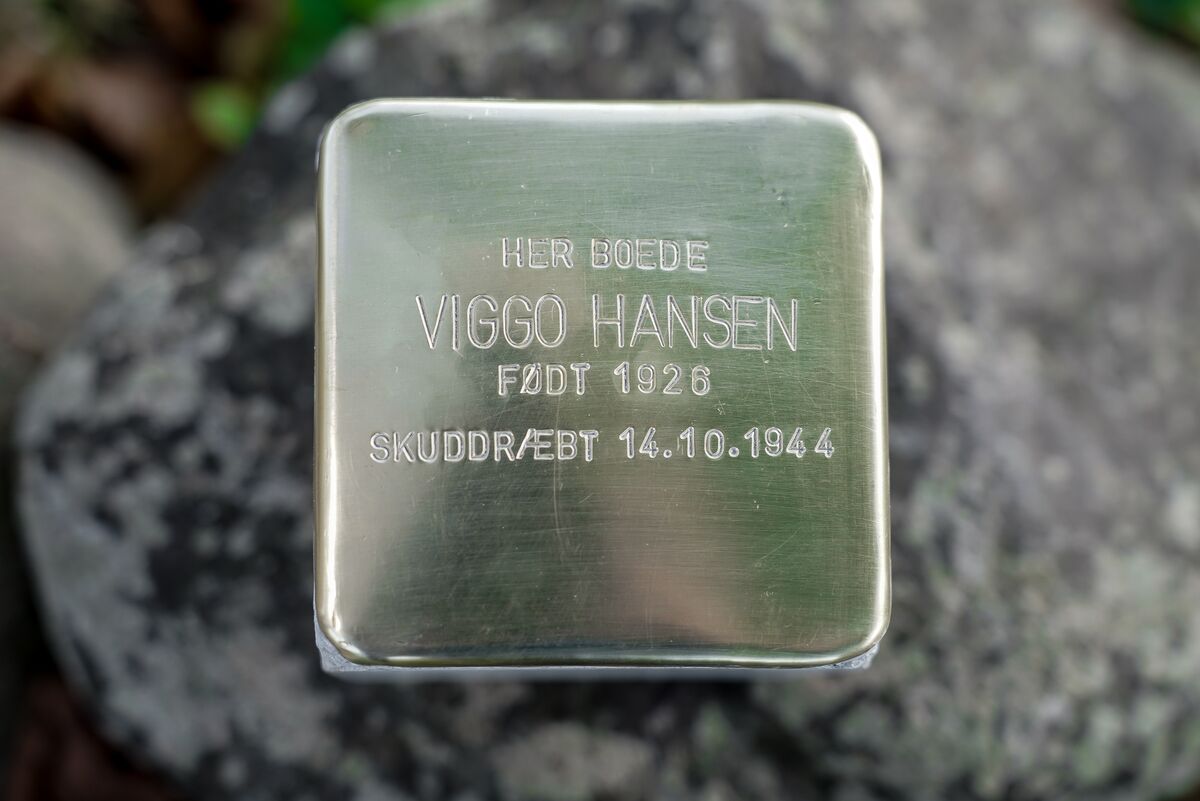 HER BOEDE
VIGGO HANSEN
FØDT 1926
SKUDDRÆBT 14.10.1944